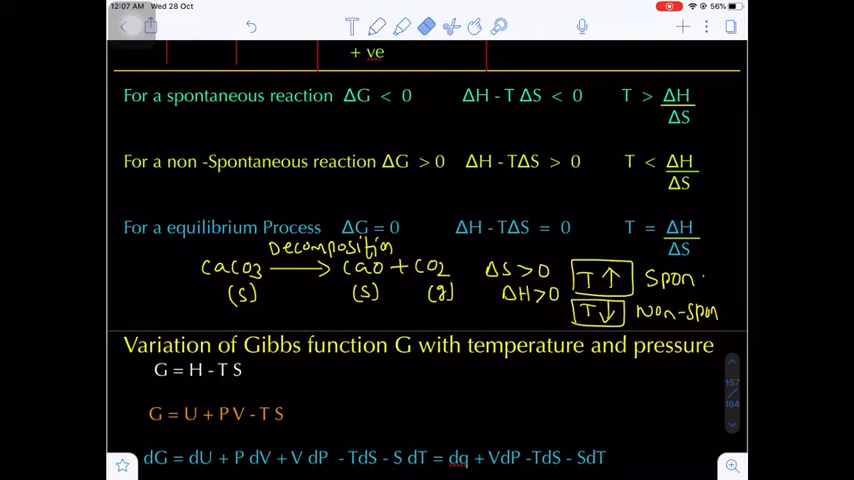 12:07 AM Wed 28 Oct 56%
+ ve
For a spontaneous reaction ΔG < 0 ΔH - T ΔS < 0 T > ΔH/ΔS
For a non -Spontaneous reaction ΔG > 0 ΔH - TΔS > 0 T < ΔH/ΔS
For a equilibrium Process ΔG = 0 ΔH - TΔS = 0 T = ΔH/ΔS
Decomposition
CaCO3 ⟶ CaO + CO2 ΔS > 0 T ↑ Spon.
(s) (s) (g) ΔH > 0 T ↓ Non-spon
Variation of Gibbs function G with temperature and pressure
G = H - T S
157
/
164
G = U + P V - T S
dG = dU + P dV + V dP - TdS - S dT = dq + VdP -TdS - SdT